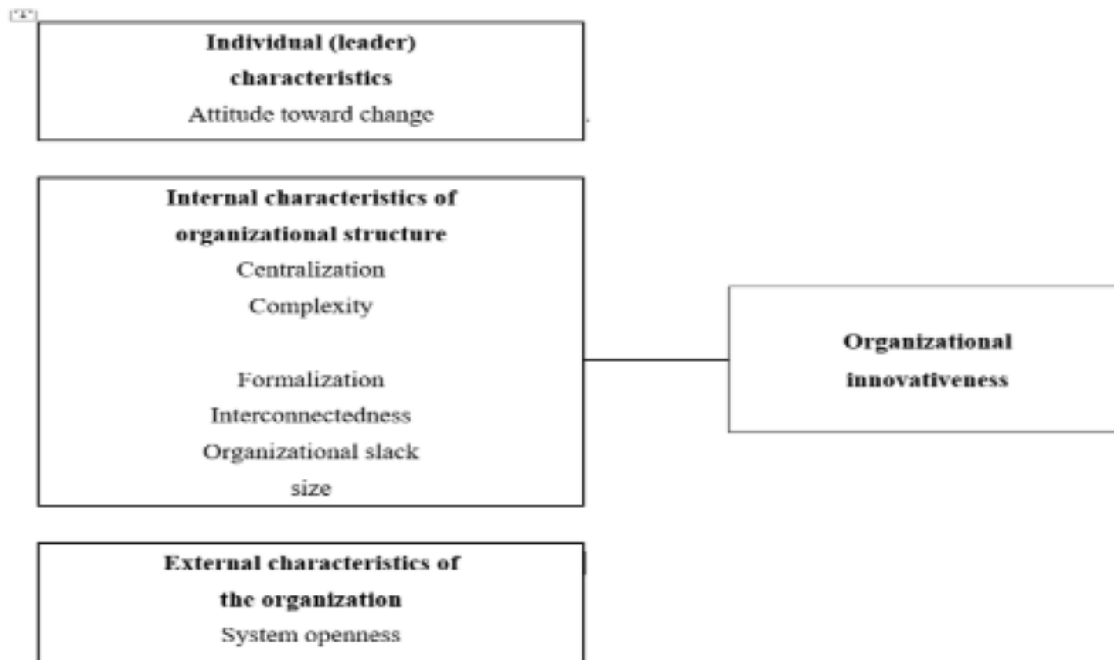 Individual (leader)
characteristics
Attitude toward change
.
Internal characteristics of
organizational structure
Centralization
Complexity
Formalization
Interconnectedness
Organizational slack
size
Organizational
innovativeness
External characteristics of
the organization
System openness